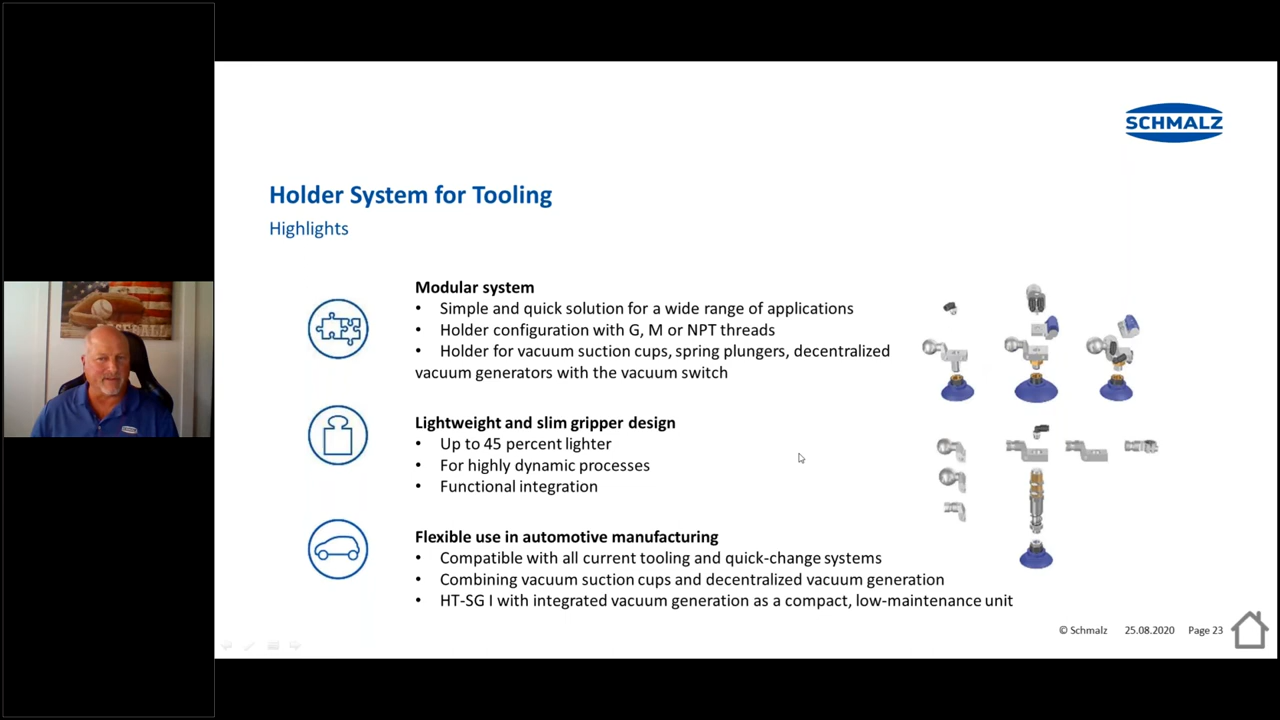 SCHMALZ
Holder System for Tooling
Highlights
Modular system
• Simple and quick solution for a wide range of applications
• Holder configuration with G, M or NPT threads
• Holder for vacuum suction cups, spring plungers, decentralized
vacuum generators with the vacuum switch
Lightweight and slim gripper design
• Up to 45 percent lighter
• For highly dynamic processes
• Functional integration
Flexible use in automotive manufacturing
• Compatible with all current tooling and quick-change systems
• Combining vacuum suction cups and decentralized vacuum generation
• HT-SG I with integrated vacuum generation as a compact, low-maintenance unit
© Schmalz 25.08.2020 Page 23